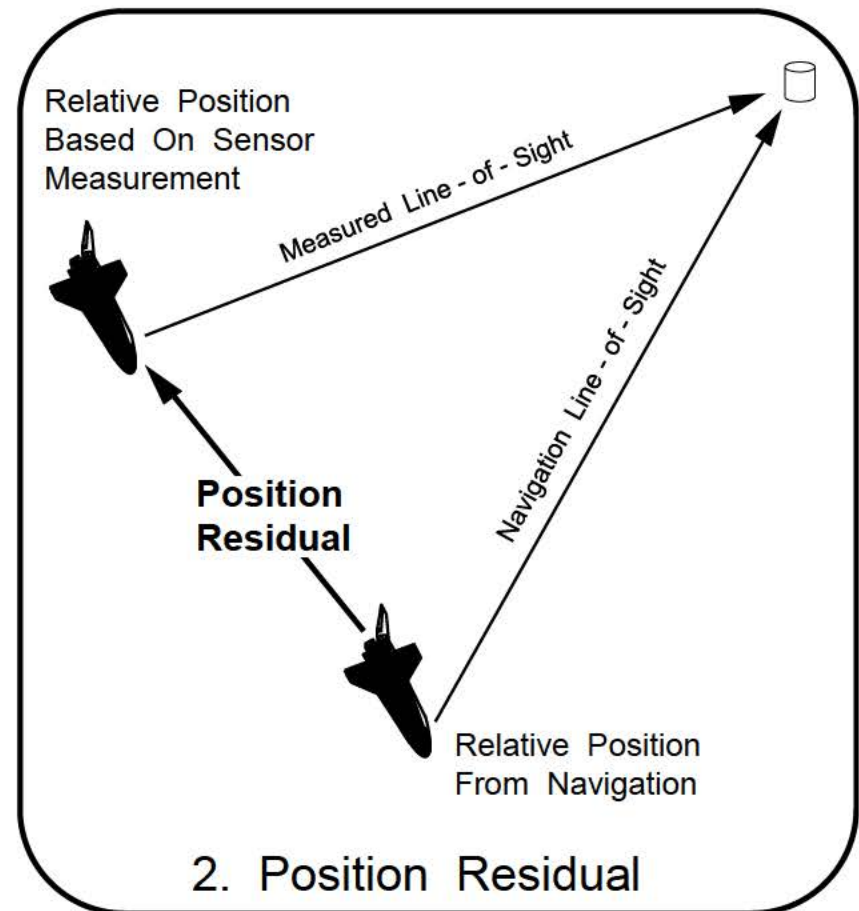 Relative Position
Based On Sensor
Measurement
Measured Line - of - Sight
Navigation Line - of - Sight
Position
Residual
Relative Position
From Navigation
2. Position Residual